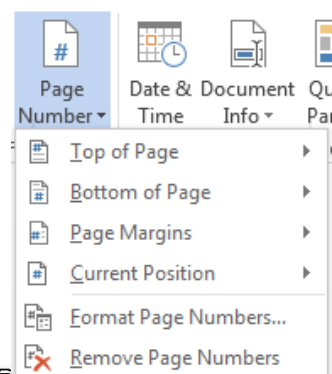 Page Number
Date & Time
Document Info
Qu
Pa
Top of Page
Bottom of Page
Page Margins
Current Position
Format Page Numbers...
Remove Page Numbers